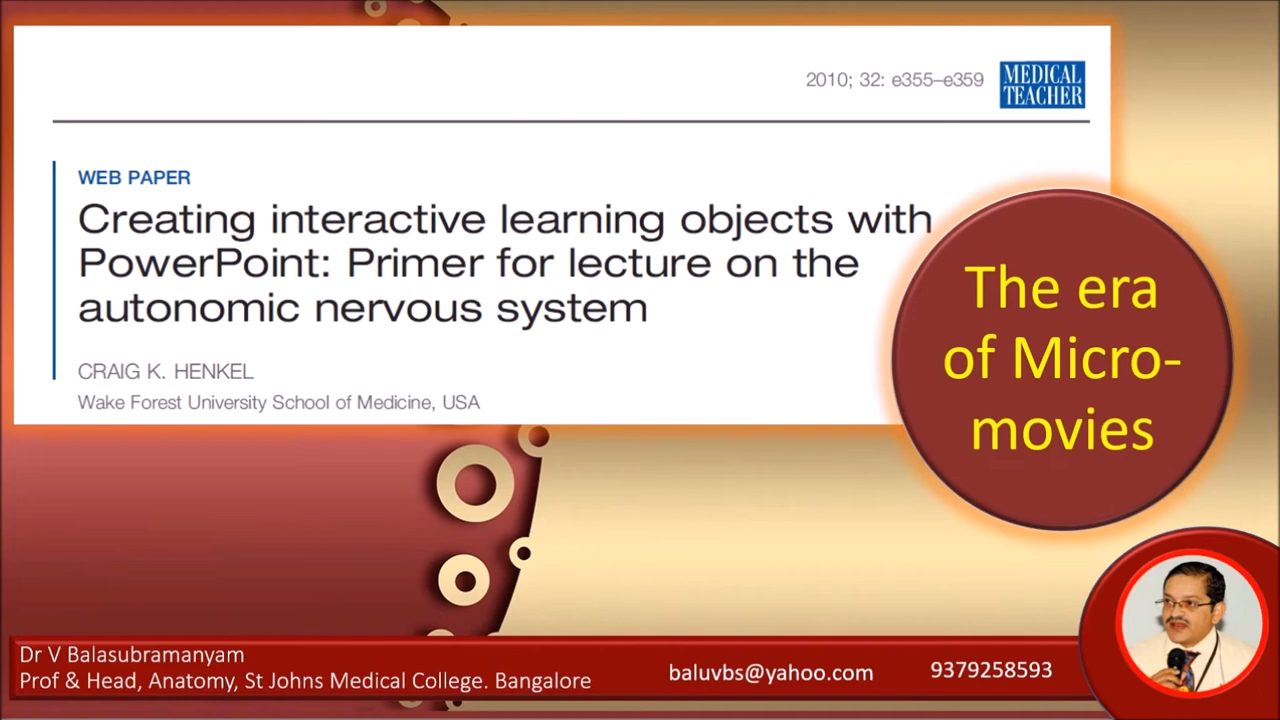 2010; 32: e355–e359
MEDICAL
TEACHER
WEB PAPER
Creating interactive learning objects with
PowerPoint: Primer for lecture on the
autonomic nervous system
CRAIG K. HENKEL
Wake Forest University School of Medicine, USA
The era
of Micro-
movies
Dr V Balasubramanyam
Prof & Head, Anatomy, St Johns Medical College. Bangalore
baluvbs@yahoo.com
9379258593